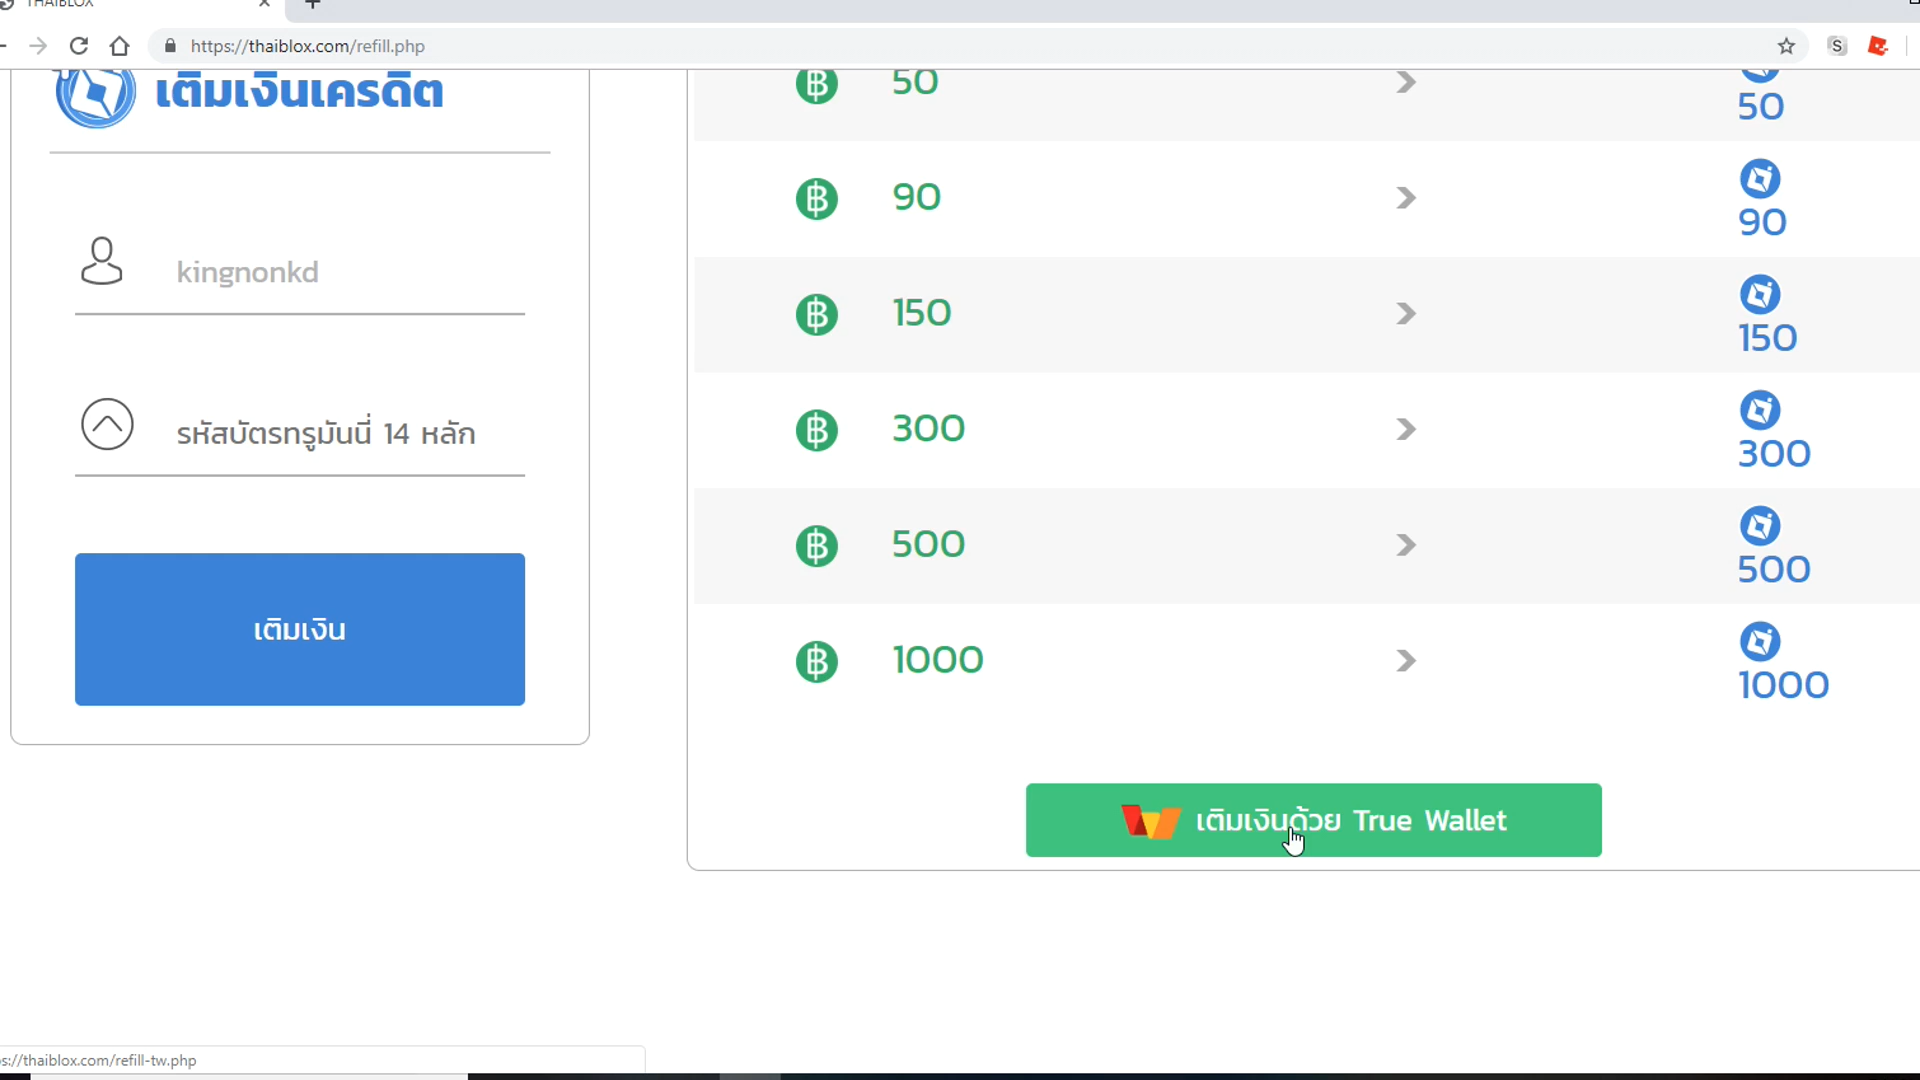 THAIBLOX
https://thaiblox.com/refill.php
เติมเงินเครดิต
kingnonkd
รหัสบัตรทรูมันนี่ 14 หลัก
เติมเงิน
50
50
90
90
150
150
300
300
500
500
1000
1000
เติมเงินด้วย True Wallet
s://thaiblox.com/refill-tw.php